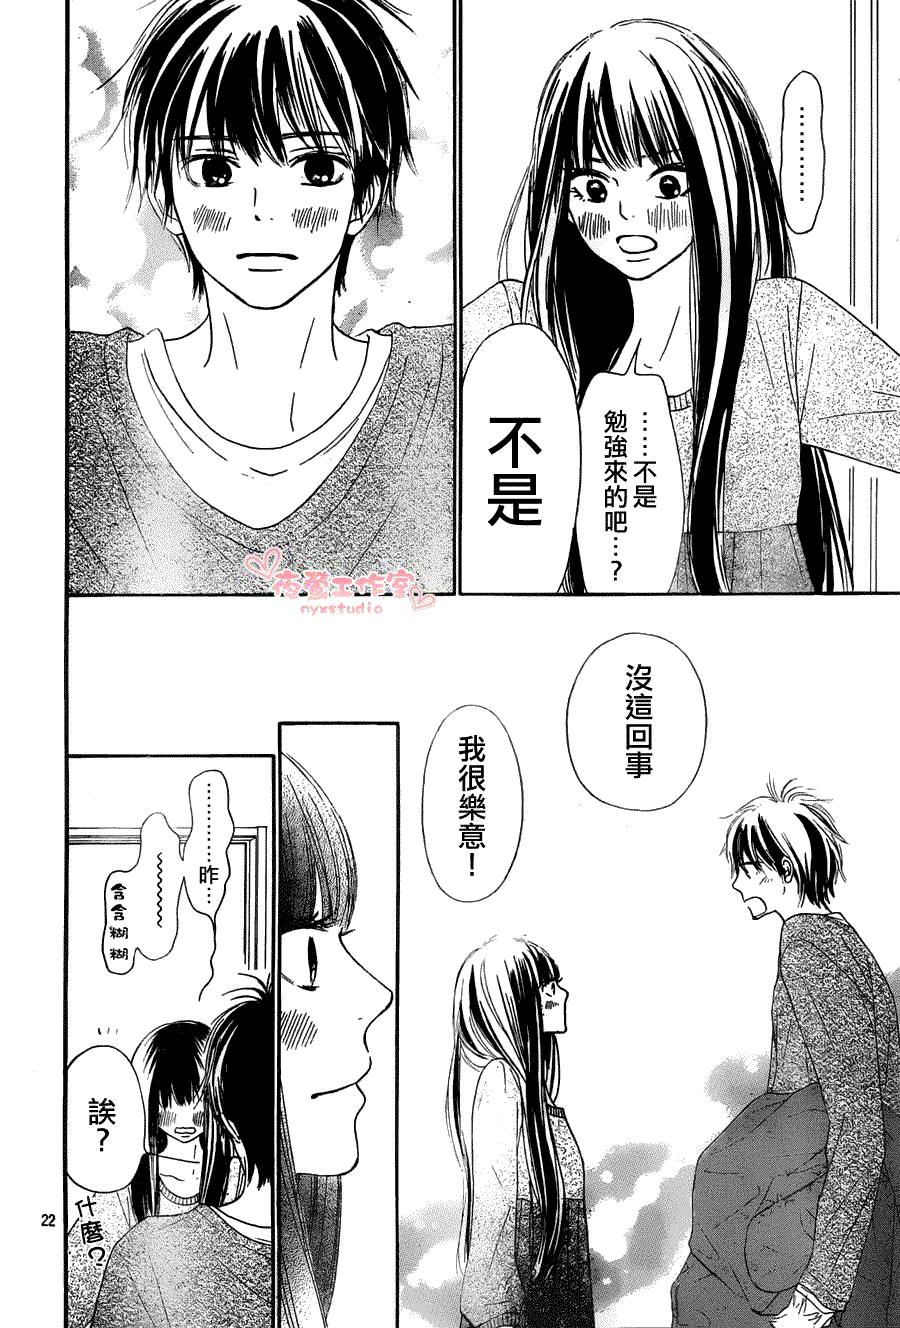 …………
……不是
勉強來的吧…?
不是
夜鶯工作室
nyxstudio
沒這回事
我很樂意!
…………昨…
～～～
含含糊糊
誒?
什麼?
22